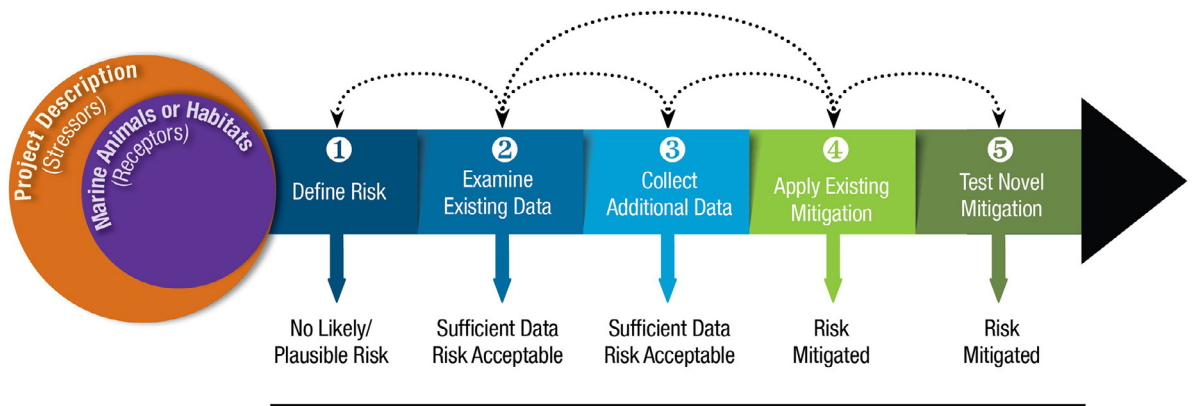 Project Description
(Stressors)
Marine Animals or Habitats
(Receptors)
1
Define Risk
2
Examine
Existing Data
3
Collect
Additional Data
4
Apply Existing
Mitigation
5
Test Novel
Mitigation
No Likely/
Plausible Risk
Sufficient Data
Risk Acceptable
Sufficient Data
Risk Acceptable
Risk
Mitigated
Risk
Mitigated